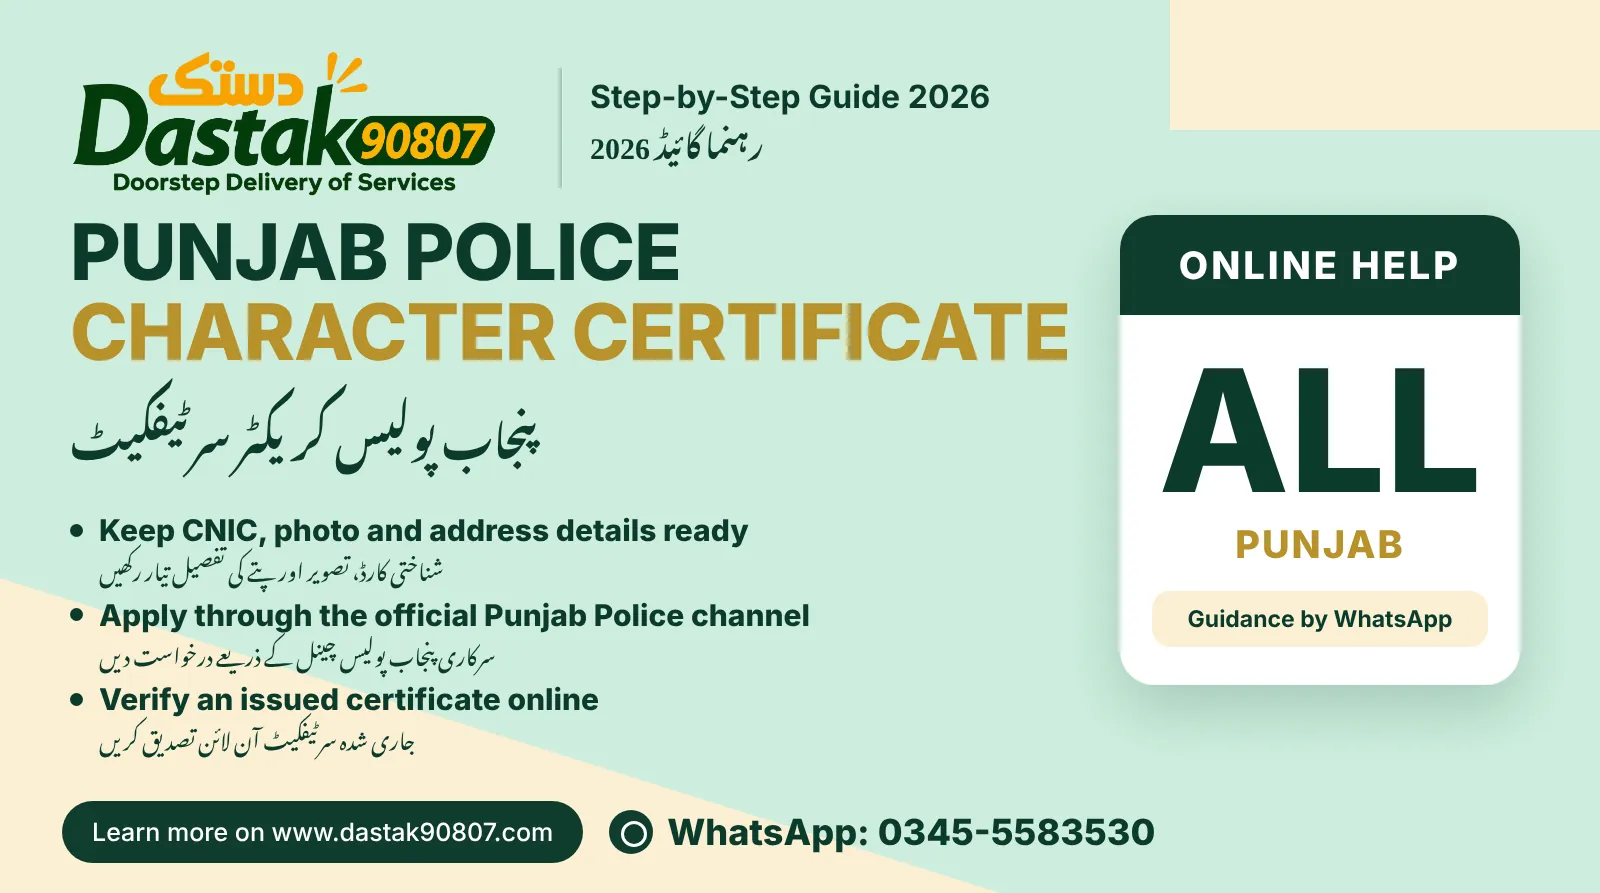 دستک
Dastak 90807
Doorstep Delivery of Services
Step-by-Step Guide 2026
رہنما گائیڈ 2026
PUNJAB POLICE
CHARACTER CERTIFICATE
پنجاب پولیس کریکٹر سرٹیفکیٹ
• Keep CNIC, photo and address details ready
شناختی کارڈ، تصویر اور پتے کی تفصیل تیار رکھیں
• Apply through the official Punjab Police channel
سرکاری پنجاب پولیس چینل کے ذریعے درخواست دیں
• Verify an issued certificate online
جاری شدہ سرٹیفکیٹ آن لائن تصدیق کریں
ONLINE HELP
ALL
PUNJAB
Guidance by WhatsApp
Learn more on www.dastak90807.com
WhatsApp: 0345-5583530